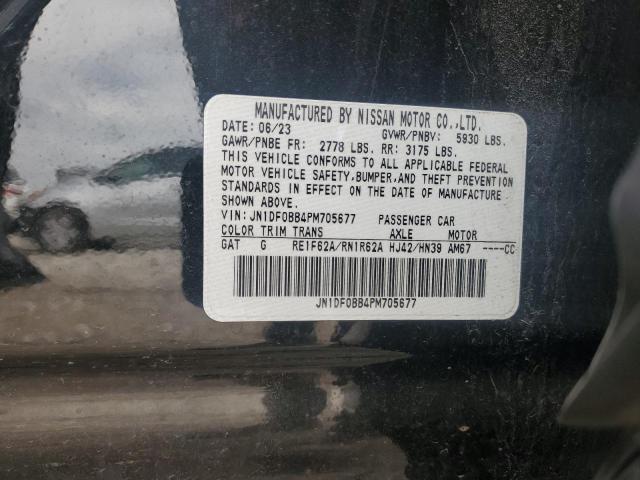 MANUFACTURED BY NISSAN MOTOR CO.,LTD.
DATE: 06/23 GVWR/PNBV: 5930 LBS.
GAWR/PNBE FR: 2778 LBS. RR: 3175 LBS.
THIS VEHICLE CONFORMS TO ALL APPLICABLE FEDERAL
MOTOR VEHICLE SAFETY,BUMPER,AND THEFT PREVENTION
STANDARDS IN EFFECT ON THE DATE OF MANUFACTURE
SHOWN ABOVE.
VIN: JN1DF0BB4PM705677 PASSENGER CAR
COLOR TRIM TRANS AXLE MOTOR
GAT G RE1F62A/RN1R62A HJ42/HN39 AM67 ----CC
JN1DF0BB4PM705677